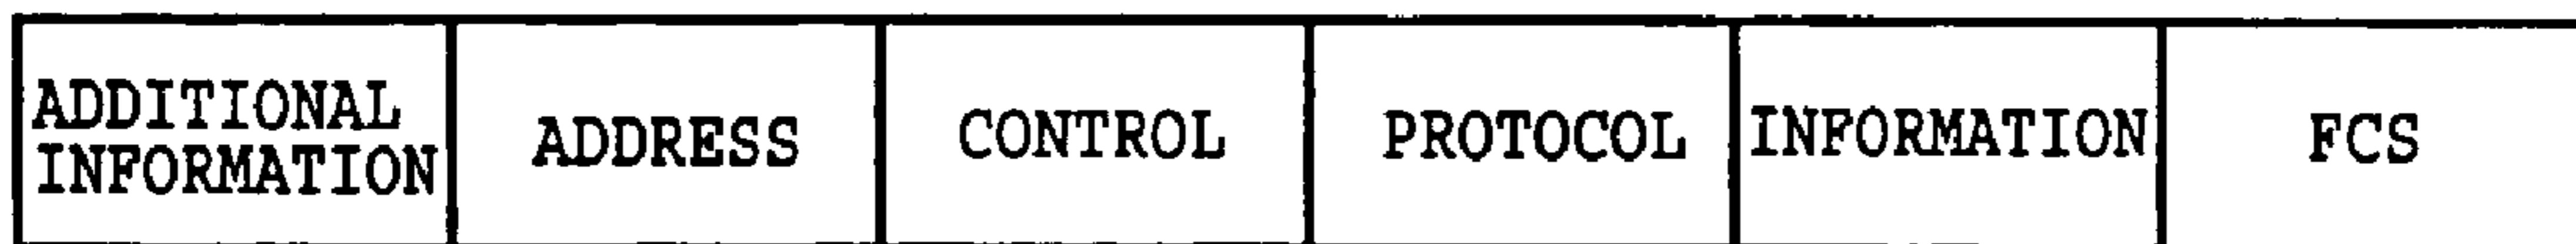 ADDITIONAL
INFORMATION
ADDRESS
CONTROL
PROTOCOL
INFORMATION
FCS